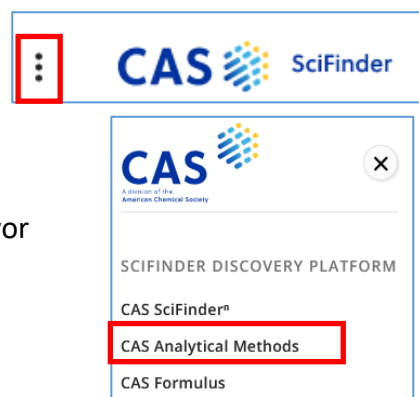 CAS SciFinder
CAS
A division of the
American Chemical Society
or
SCIFINDER DISCOVERY PLATFORM
CAS SciFinderⁿ
CAS Analytical Methods
CAS Formulus